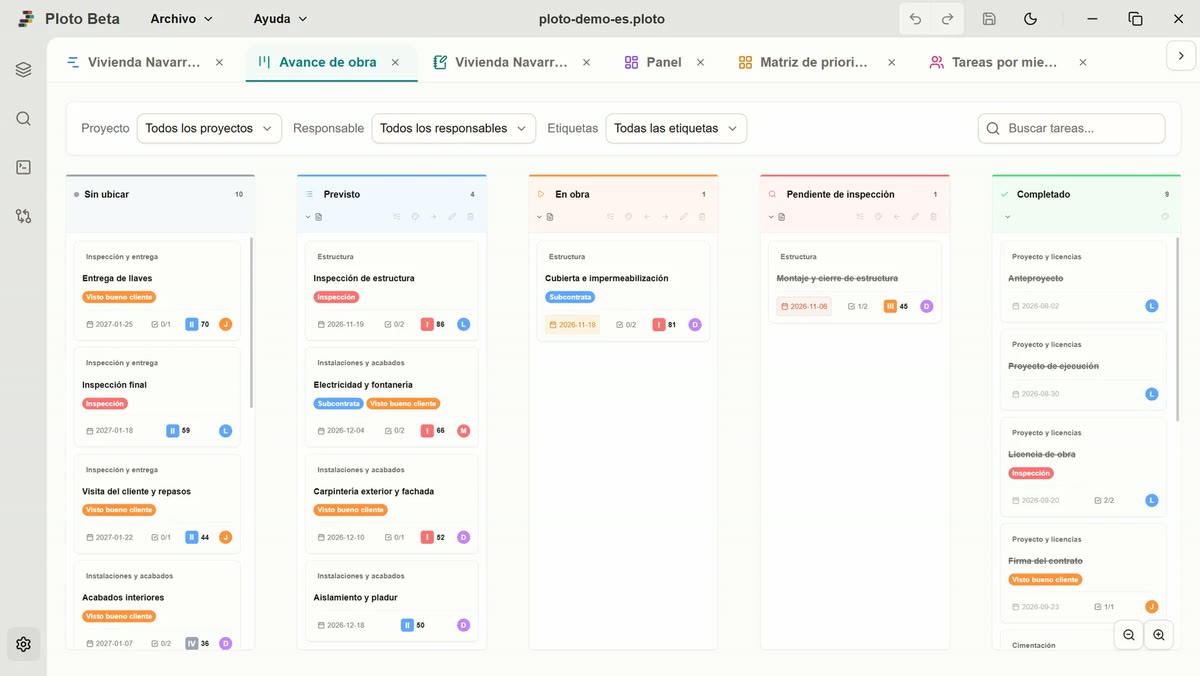 Ploto Beta
Archivo
Ayuda
ploto-demo-es.ploto
Vivienda Navarr...
Avance de obra
Vivienda Navarr...
Panel
Matriz de priori...
Tareas por mie...
Proyecto
Todos los proyectos
Responsable
Todos los responsables
Etiquetas
Todas las etiquetas
Buscar tareas...
Sin ubicar
10
Inspección y entrega
Entrega de llaves
Visto bueno cliente
2027-01-25
0/1
II
70
J
Inspección y entrega
Inspección final
Inspección
2027-01-18
II
59
L
Inspección y entrega
Visita del cliente y repasos
Visto bueno cliente
2027-01-22
0/1
II
44
J
Instalaciones y acabados
Acabados interiores
Visto bueno cliente
2027-01-07
0/2
IV
36
D
Previsto
4
Estructura
Inspección de estructura
Inspección
2026-11-19
0/2
I
86
L
Instalaciones y acabados
Electricidad y fontanería
Subcontrata
Visto bueno cliente
2026-12-04
0/2
I
66
M
Instalaciones y acabados
Carpintería exterior y fachada
Visto bueno cliente
2026-12-10
0/1
I
52
D
Instalaciones y acabados
Aislamiento y pladur
2026-12-18
II
50
D
En obra
1
Estructura
Cubierta e impermeabilización
Subcontrata
2026-11-18
0/2
I
81
D
Pendiente de inspección
1
Estructura
Montaje y cierre de estructura
2026-11-06
1/2
III
45
D
Completado
9
Proyecto y licencias
Anteproyecto
2026-08-02
L
Proyecto y licencias
Proyecto de ejecución
2026-08-30
L
Proyecto y licencias
Licencia de obra
Inspección
2026-09-20
2/2
L
Proyecto y licencias
Firma del contrato
Visto bueno cliente
2026-09-23
1/1
J
Cimentación